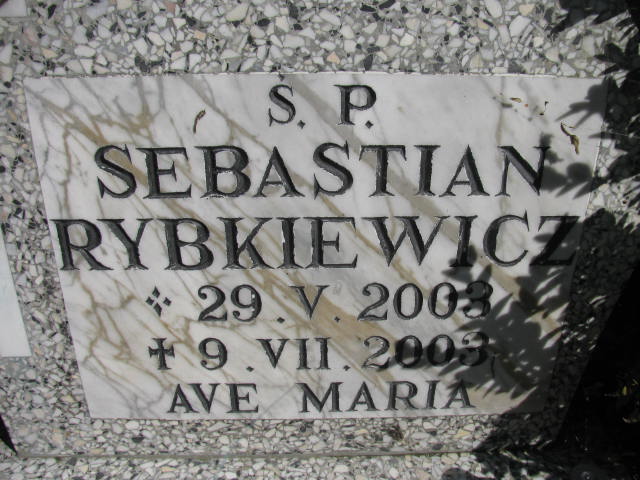 S. P.
SEBASTIAN
RYBKIEWICZ
29. V. 2003
✝ 9. VII. 2003
AVE MARIA